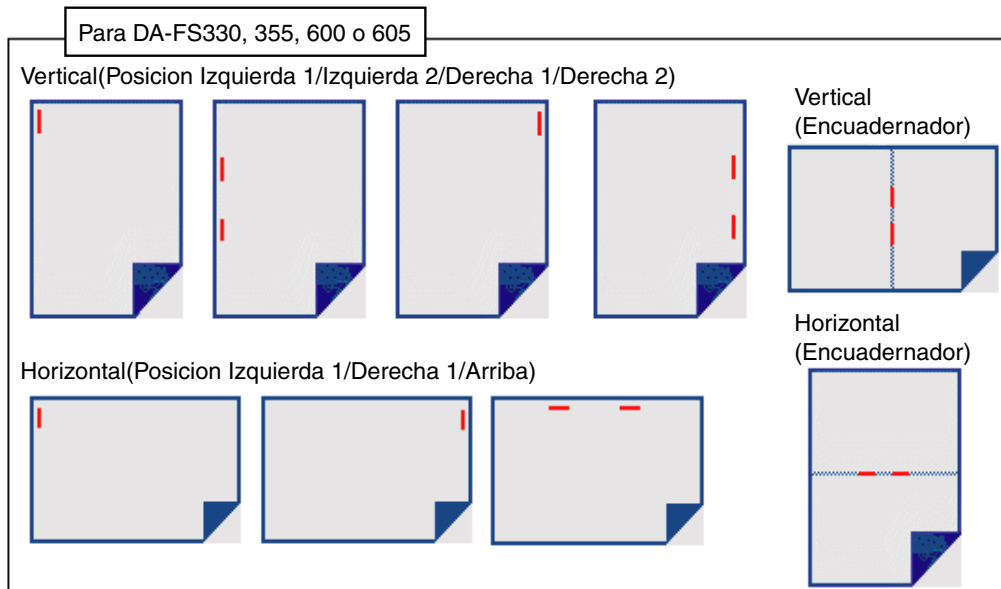 Para DA-FS330, 355, 600 o 605
Vertical(Posicion Izquierda 1/Izquierda 2/Derecha 1/Derecha 2)
Vertical
(Encuadernador)
Horizontal(Posicion Izquierda 1/Derecha 1/Arriba)
Horizontal
(Encuadernador)